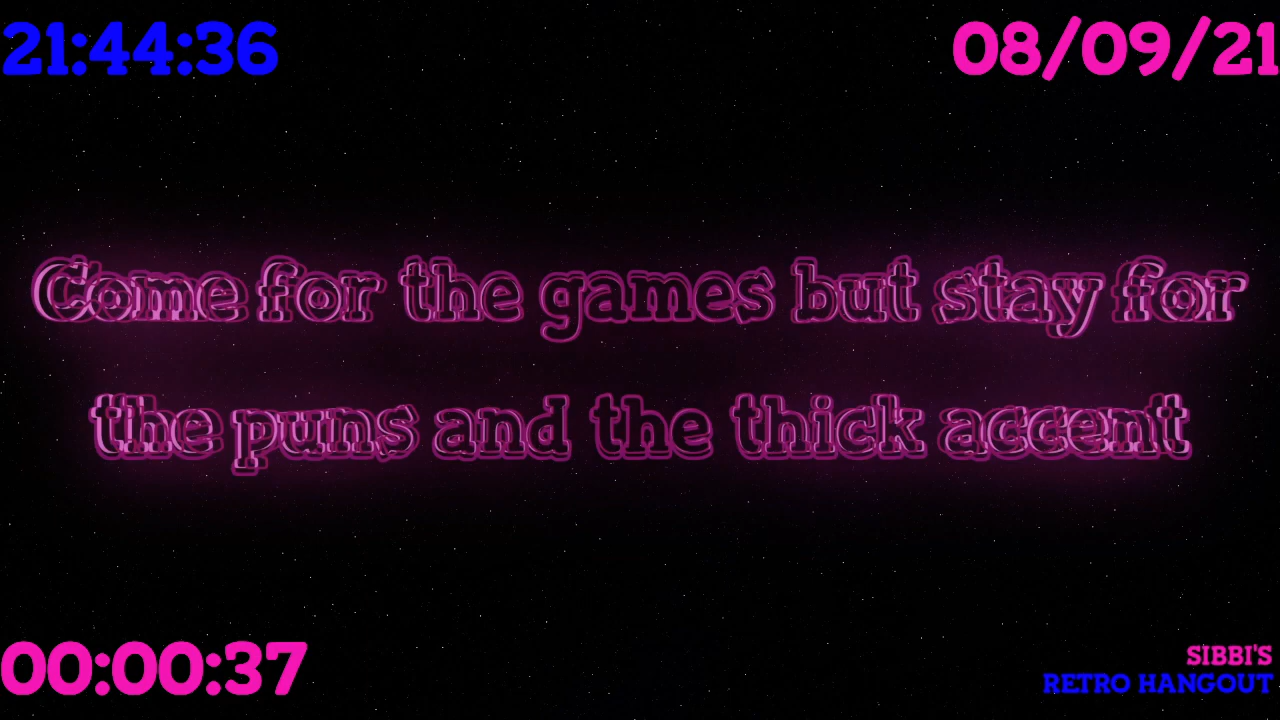 21:44:36
08/09/21
Come for the games but stay for
the puns and the thick accent
00:00:37
SIBBI'S
RETRO HANGOUT